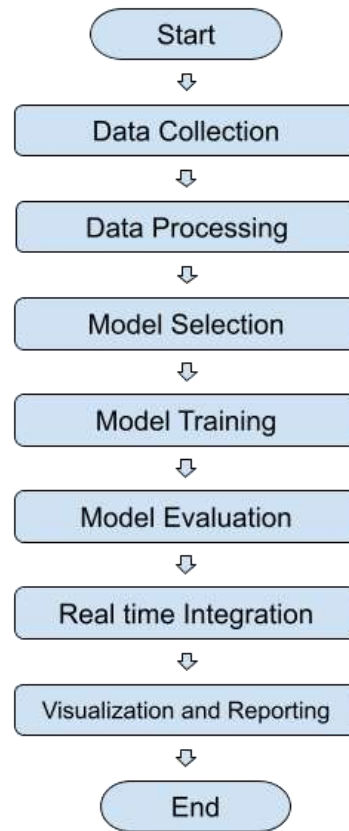 Start
Data Collection
Data Processing
Model Selection
Model Training
Model Evaluation
Real time Integration
Visualization and Reporting
End